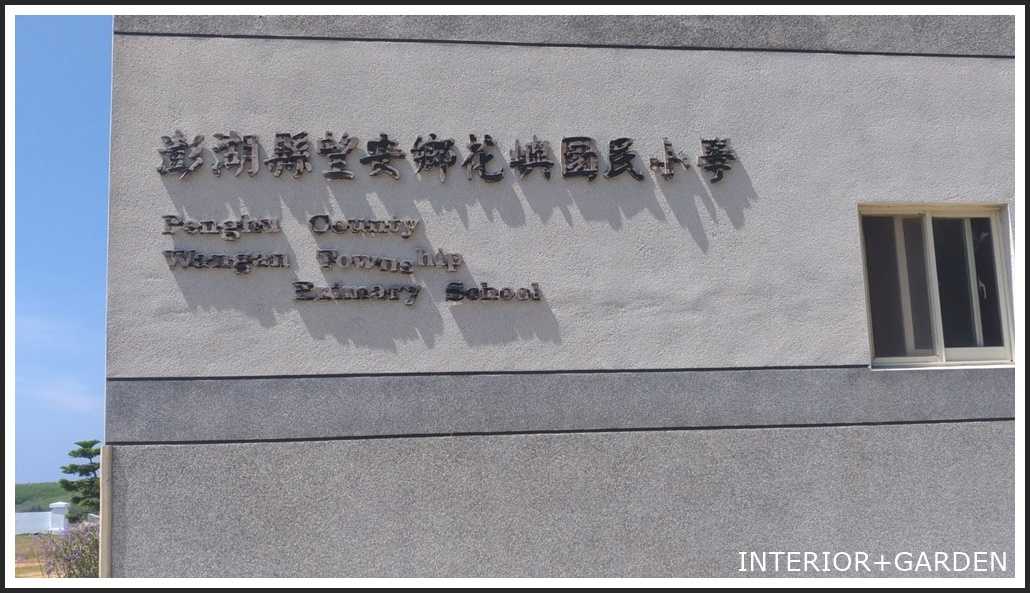 澎湖縣望安鄉花嶼國民小學
Penghu County
Wangan Township
Primary School
INTERIOR+GARDEN